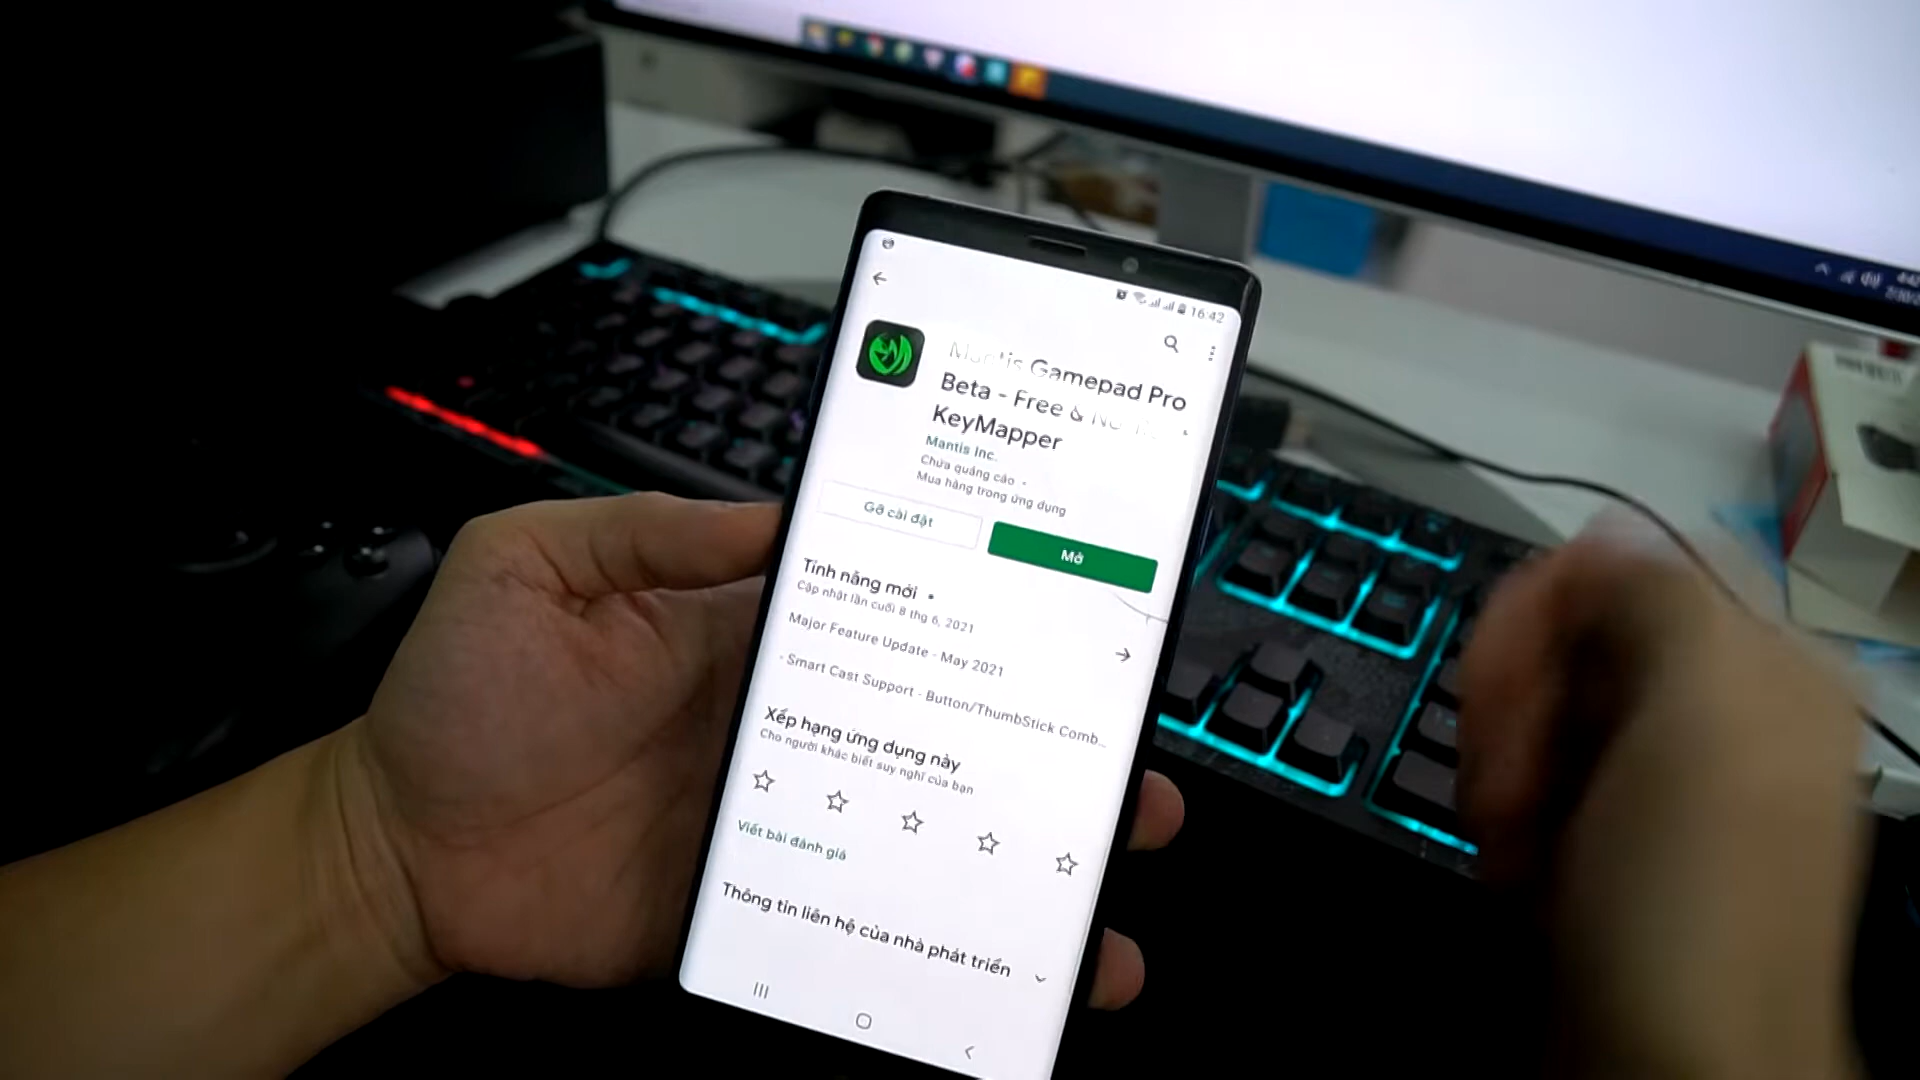 16:42
Gamepad Pro
Beta - Free &
KeyMapper
Mantis Inc.
Chứa quảng cáo •
Mua hàng trong ứng dụng
Gỡ cài đặt
Mở
Tính năng mới •
Cập nhật lần cuối 8 thg 6, 2021
Major Feature Update - May 2021
- Smart Cast Support - Button/ThumbStick Comb...
Xếp hạng ứng dụng này
Cho người khác biết suy nghĩ của bạn
Viết bài đánh giá
Thông tin liên hệ của nhà phát triển